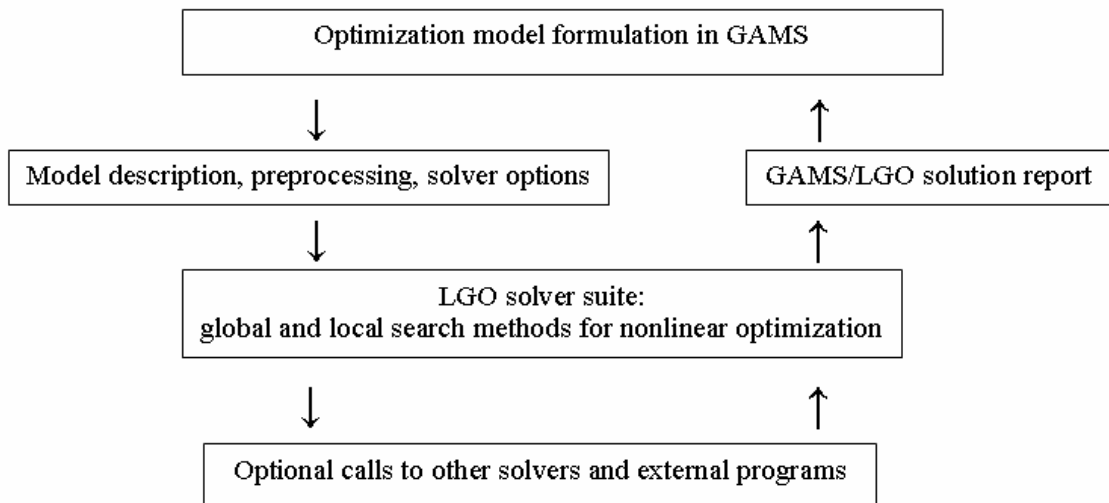 Optimization model formulation in GAMS
Model description, preprocessing, solver options
GAMS/LGO solution report
LGO solver suite:
global and local search methods for nonlinear optimization
Optional calls to other solvers and external programs